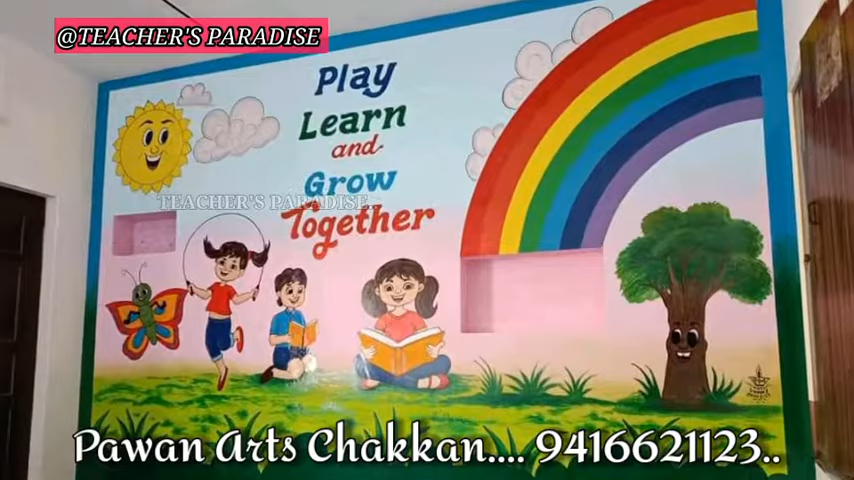 @TEACHER'S PARADISE
Play
Learn
and
Grow
TEACHER'S PARADISE..
Together
Pawan Arts Chakkan.... 9416621123..